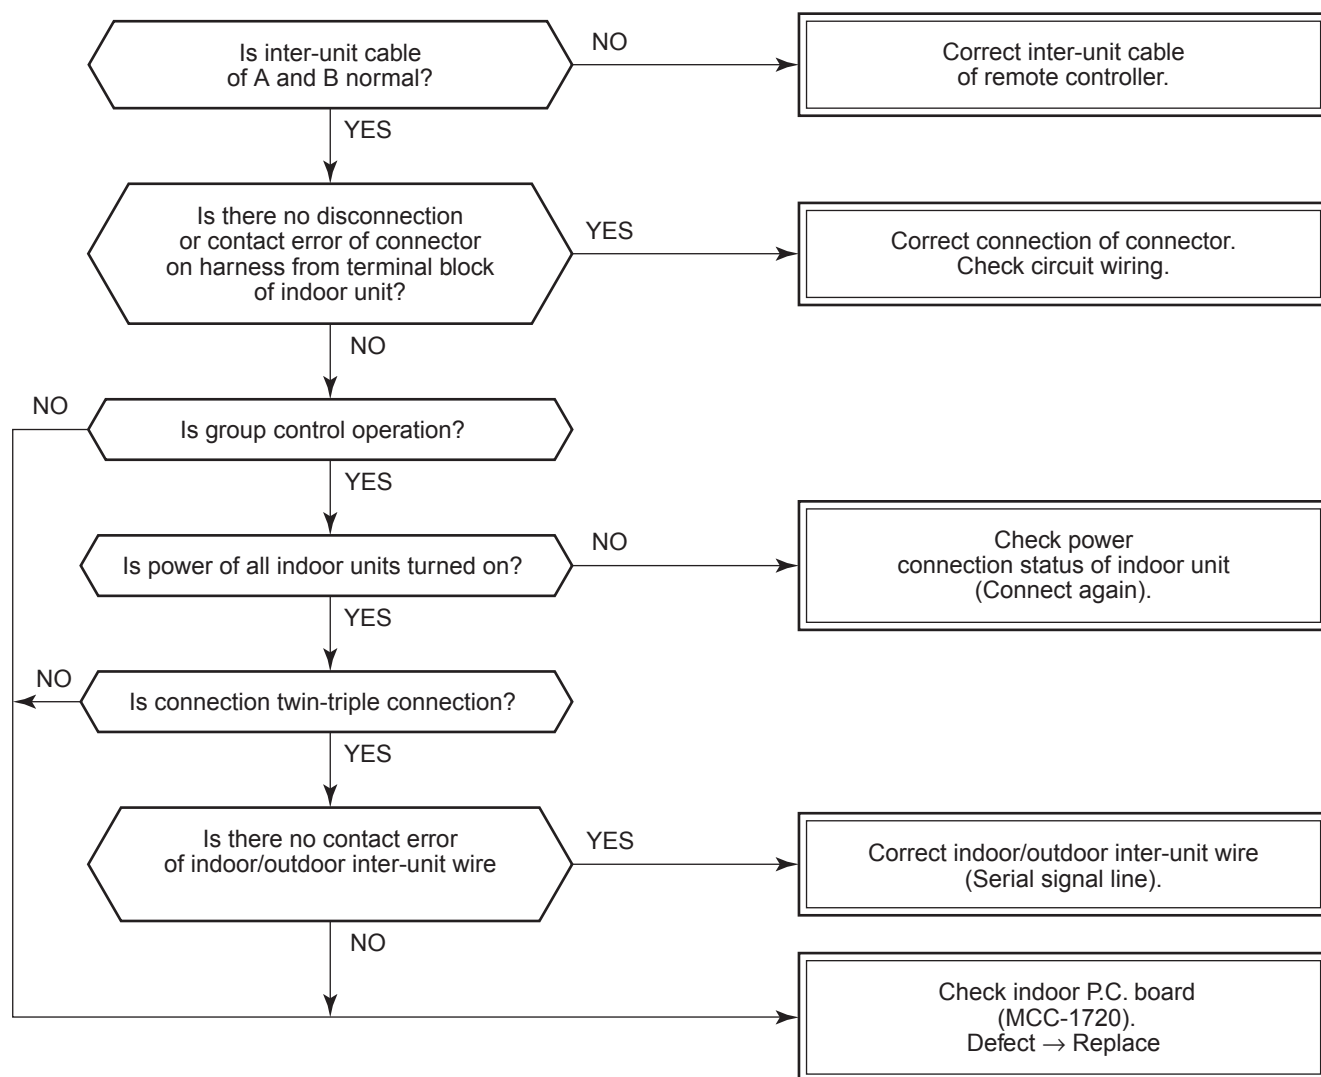 Is inter-unit cable
of A and B normal?
NO
Correct inter-unit cable
of remote controller.
YES
Is there no disconnection
or contact error of connector
on harness from terminal block
of indoor unit?
YES
Correct connection of connector.
Check circuit wiring.
NO
NO
Is group control operation?
YES
Is power of all indoor units turned on?
NO
Check power
connection status of indoor unit
(Connect again).
YES
NO
Is connection twin-triple connection?
YES
Is there no contact error
of indoor/outdoor inter-unit wire
YES
Correct indoor/outdoor inter-unit wire
(Serial signal line).
NO
Check indoor P.C. board
(MCC-1720).
Defect → Replace